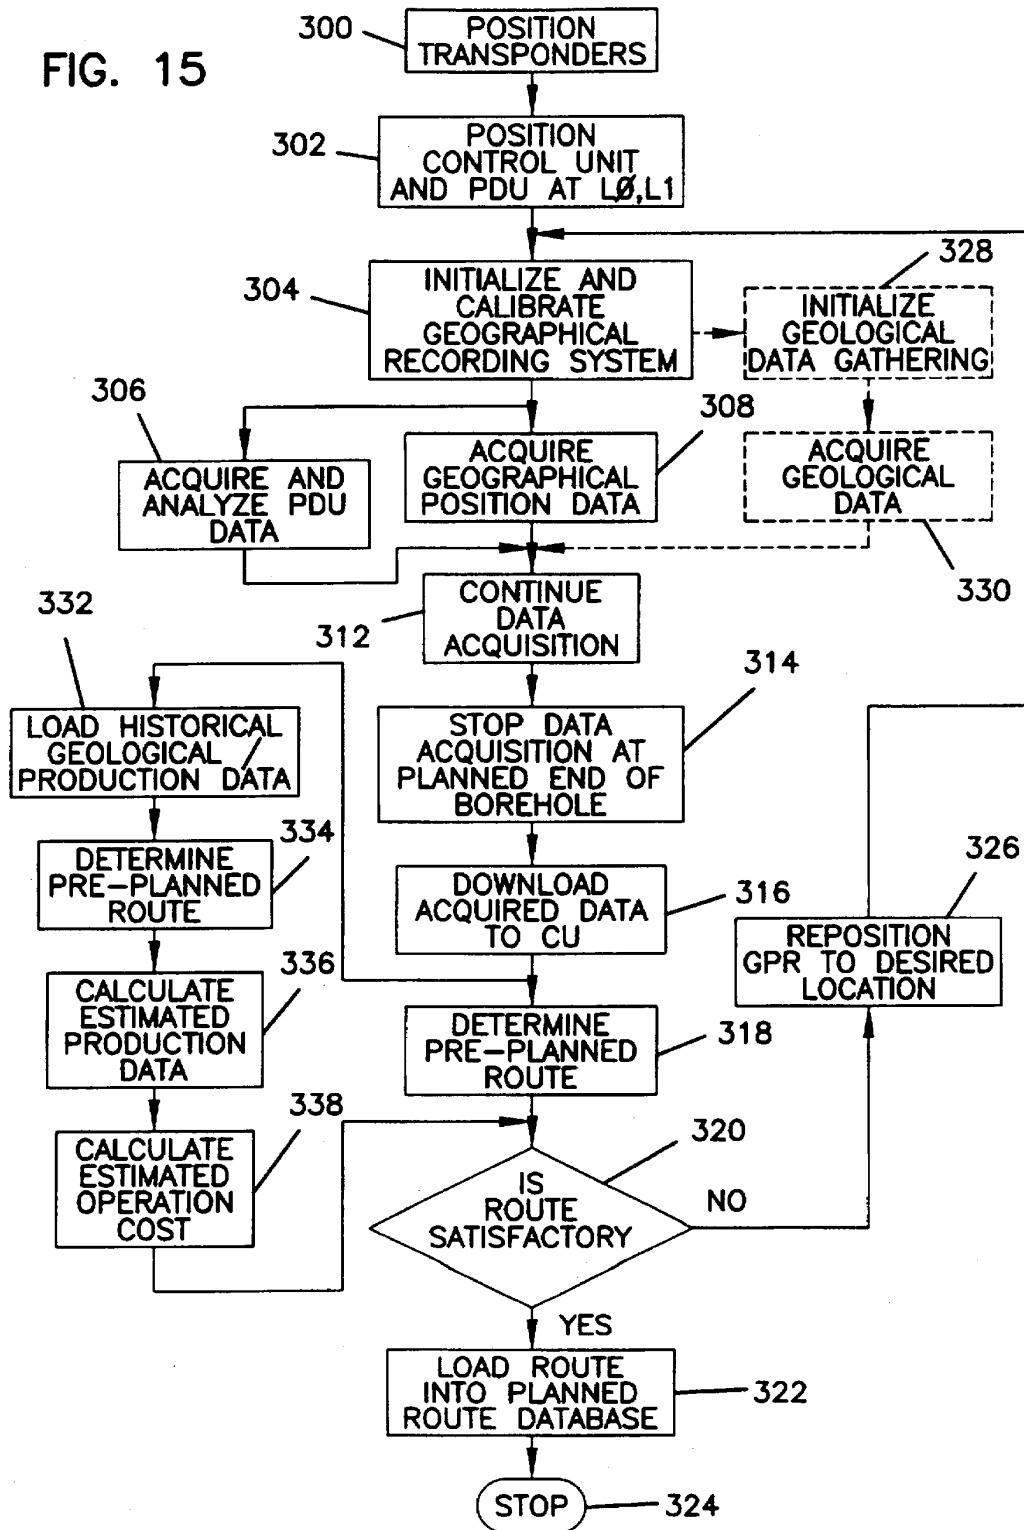 FIG. 15
300
POSITION
TRANSPONDERS
302
POSITION
CONTROL UNIT
AND PDU AT LØ,L1
304
INITIALIZE AND
CALIBRATE
GEOGRAPHICAL
RECORDING SYSTEM
328
INITIALIZE
GEOLOGICAL
DATA GATHERING
306
ACQUIRE AND
ANALYZE PDU
DATA
308
ACQUIRE
GEOGRAPHICAL
POSITION DATA
ACQUIRE
GEOLOGICAL
DATA
330
312
CONTINUE
DATA
ACQUISITION
332
LOAD HISTORICAL
GEOLOGICAL /
PRODUCTION DATA
314
STOP DATA
ACQUISITION AT
PLANNED END OF
BOREHOLE
334
DETERMINE
PRE-PLANNED
ROUTE
316
DOWNLOAD
ACQUIRED DATA
TO CU
326
REPOSITION
GPR TO DESIRED
LOCATION
336
CALCULATE
ESTIMATED
PRODUCTION
DATA
318
DETERMINE
PRE-PLANNED
ROUTE
338
CALCULATE
ESTIMATED
OPERATION
COST
320
IS
ROUTE
SATISFACTORY
NO
YES
LOAD ROUTE
INTO PLANNED
ROUTE DATABASE
322
STOP
324